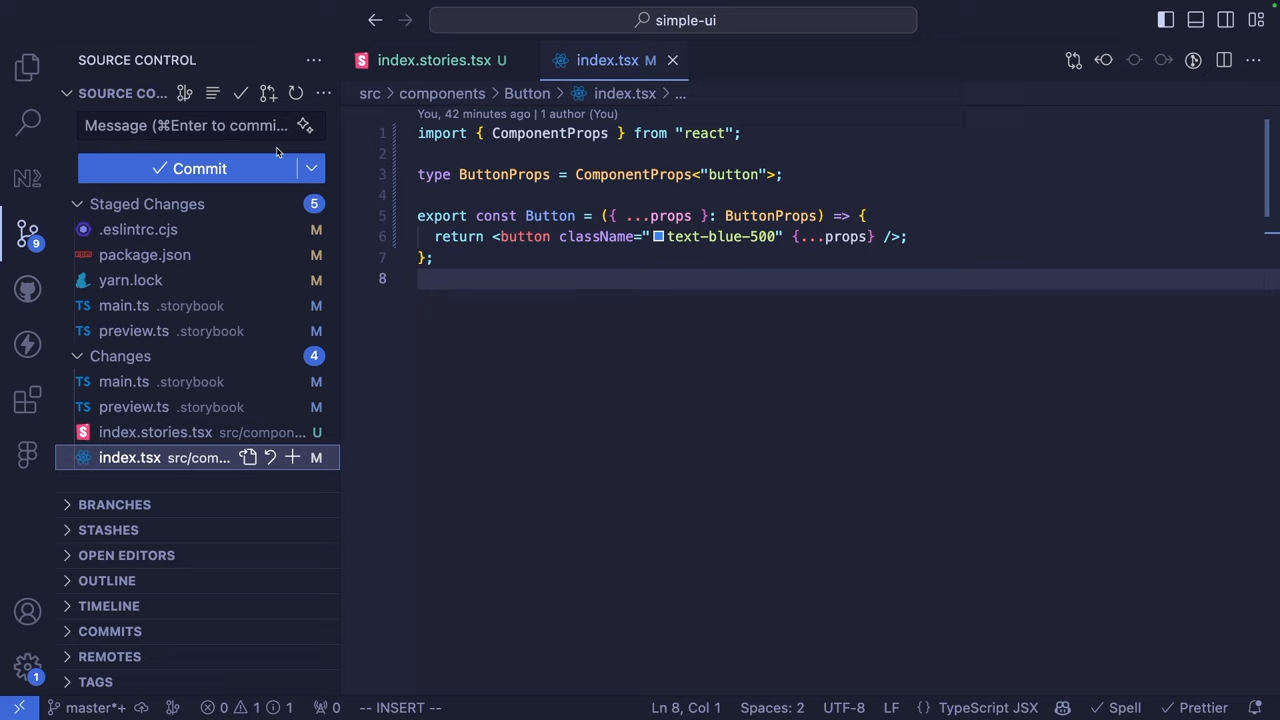 simple-ui
SOURCE CONTROL
index.stories.tsx U
index.tsx M
SOURCE CO...
src > components > Button > index.tsx > ...
Message (⌘Enter to commi...
You, 42 minutes ago | 1 author (You)
1 import { ComponentProps } from "react";
2
3 type ButtonProps = ComponentProps<"button">;
4
5 export const Button = ({ ...props }: ButtonProps) => {
6 return <button className="text-blue-500" {...props} />;
7 };
8
Commit
Staged Changes 5
.eslintrc.cjs M
package.json M
yarn.lock M
TS main.ts .storybook M
TS preview.ts .storybook M
Changes 4
TS main.ts .storybook M
TS preview.ts .storybook M
index.stories.tsx src/compon... U
index.tsx src/com... M
9
BRANCHES
STASHES
OPEN EDITORS
OUTLINE
TIMELINE
COMMITS
REMOTES
TAGS
1
master*+ 0 1 1 0 -- INSERT -- Ln 8, Col 1 Spaces: 2 UTF-8 LF {} TypeScript JSX Spell Prettier